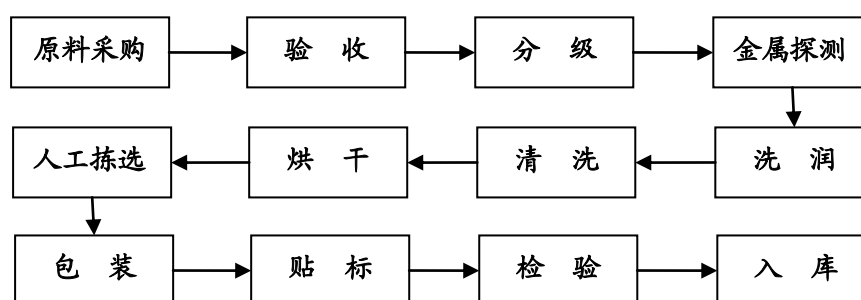 原料采购 验 收 分 级 金属探测
人工拣选 烘 干 清 洗 洗 润
包 装 贴 标 检 验 入 库